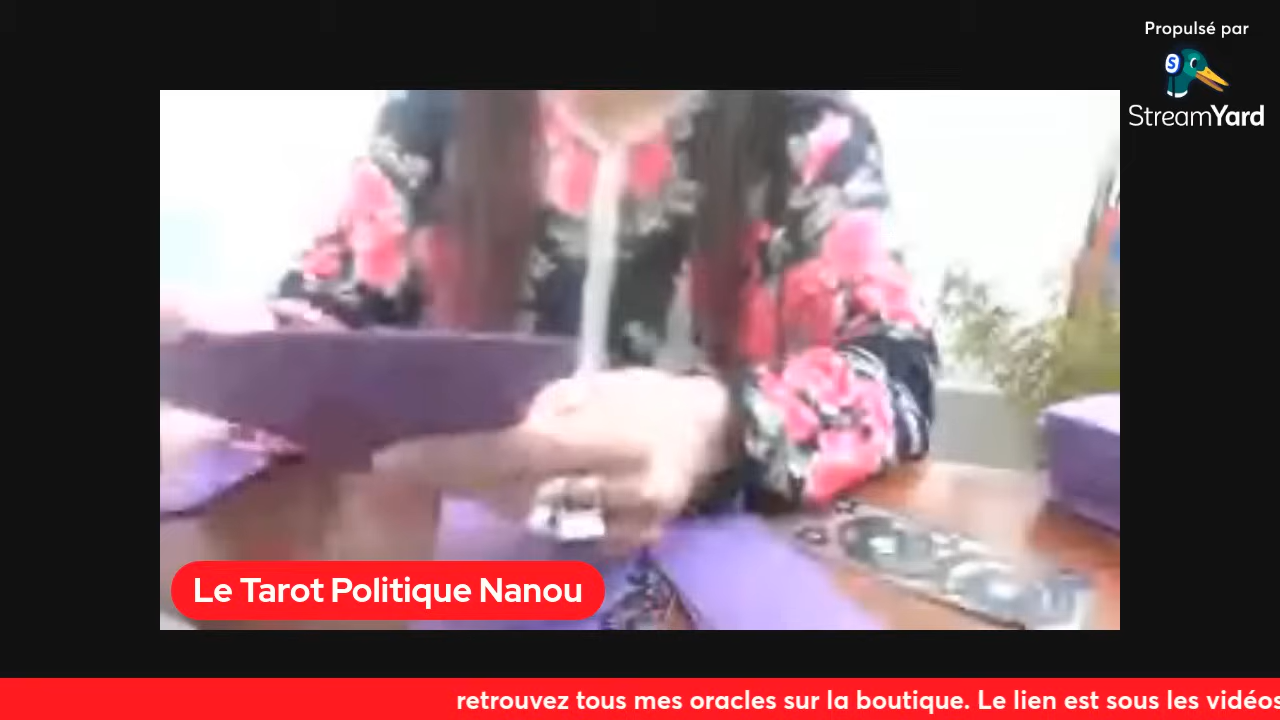 Propulsé par
StreamYard
Le Tarot Politique Nanou
retrouvez tous mes oracles sur la boutique. Le lien est sous les vidéos